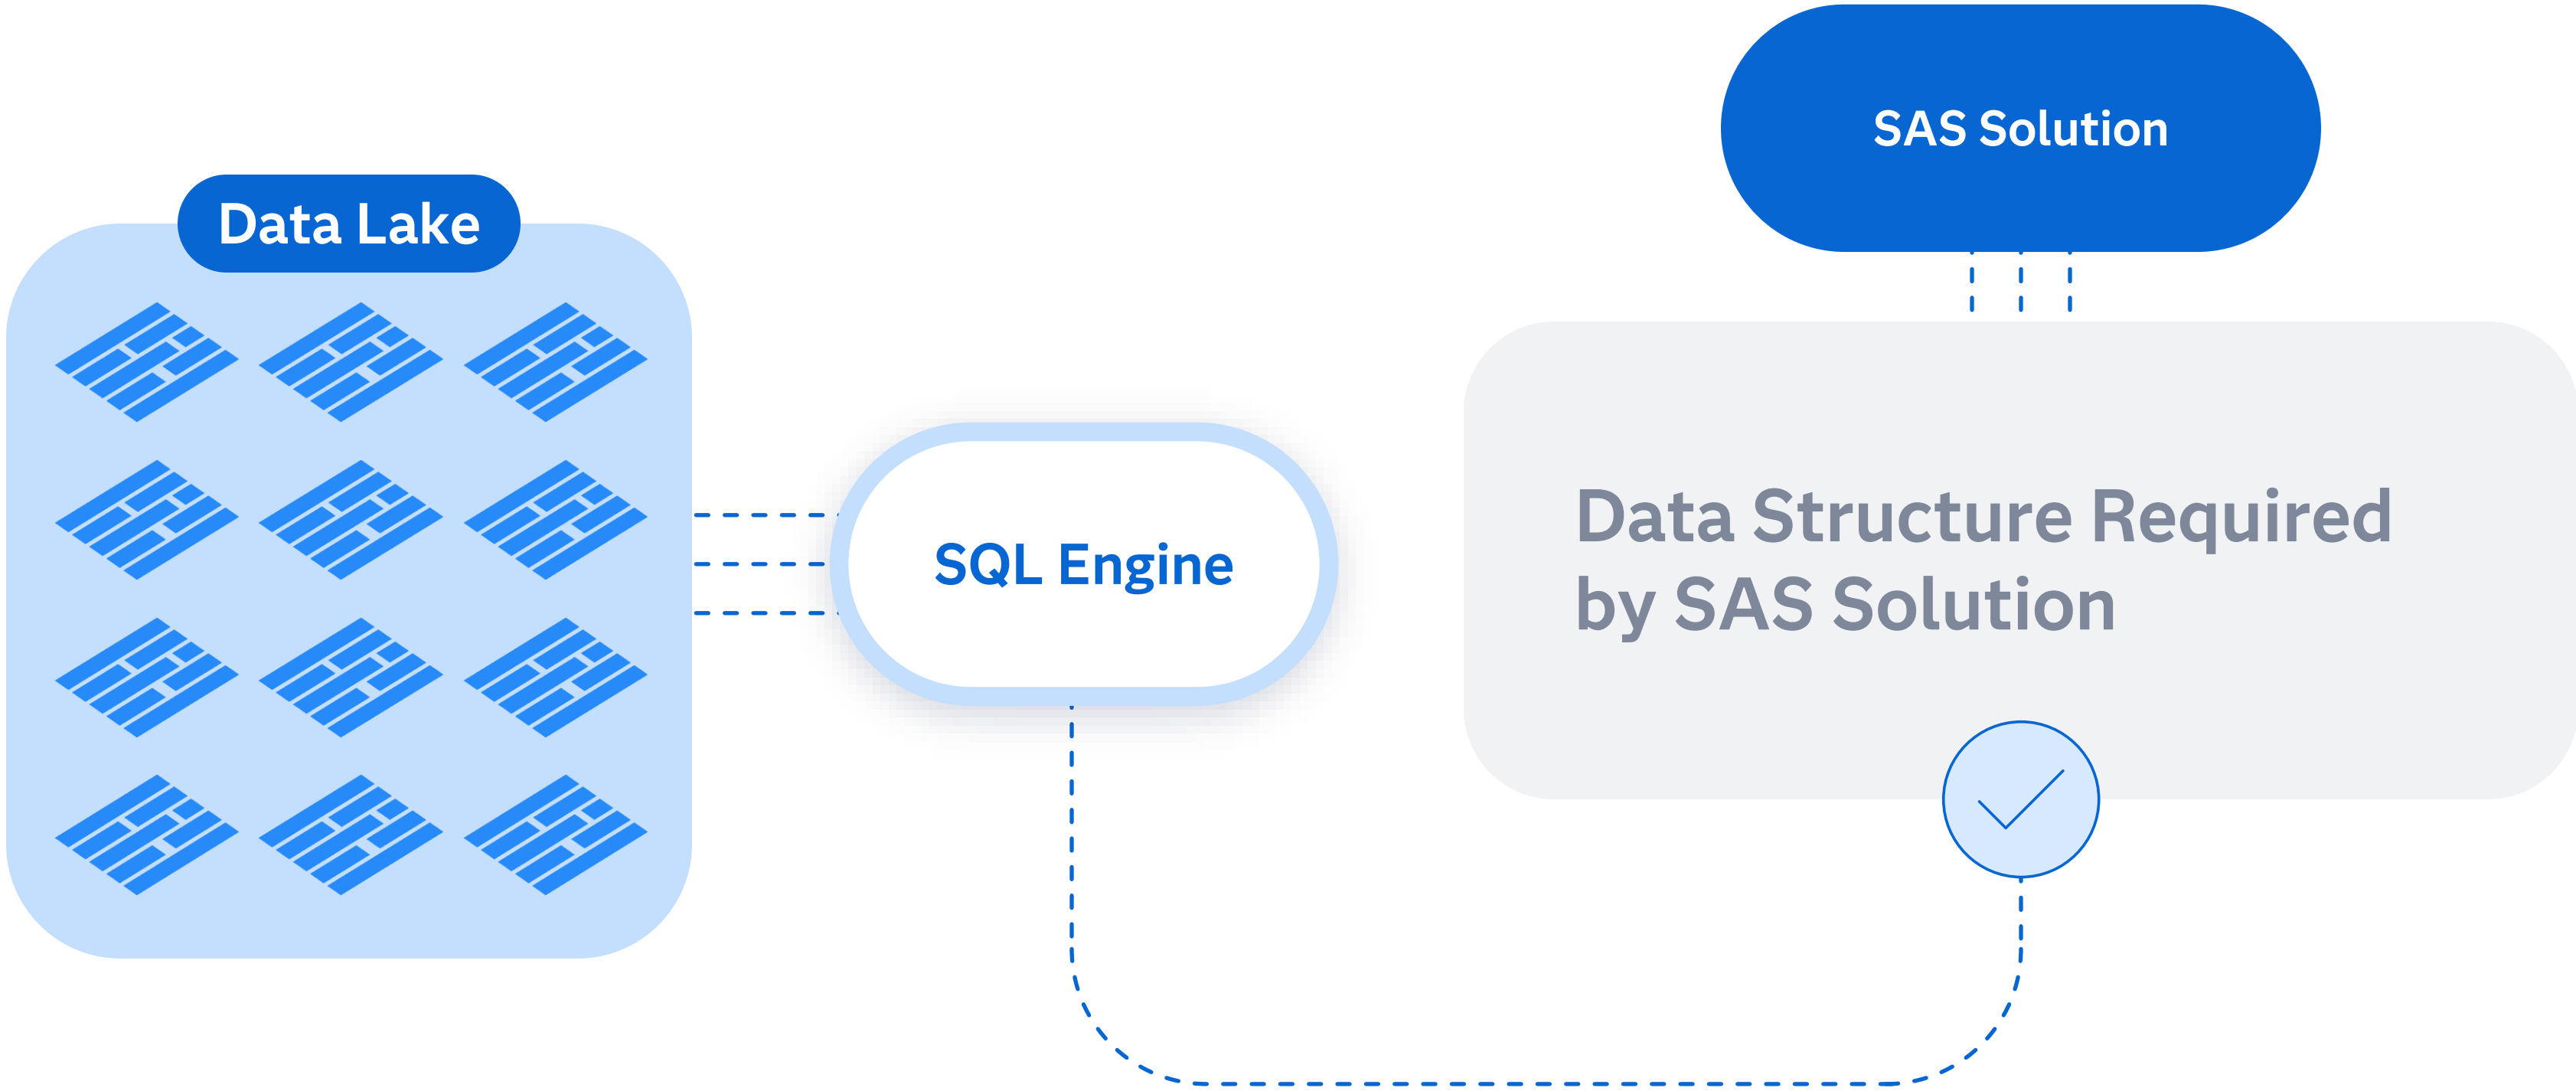 SAS Solution
Data Lake
SQL Engine
Data Structure Required
by SAS Solution